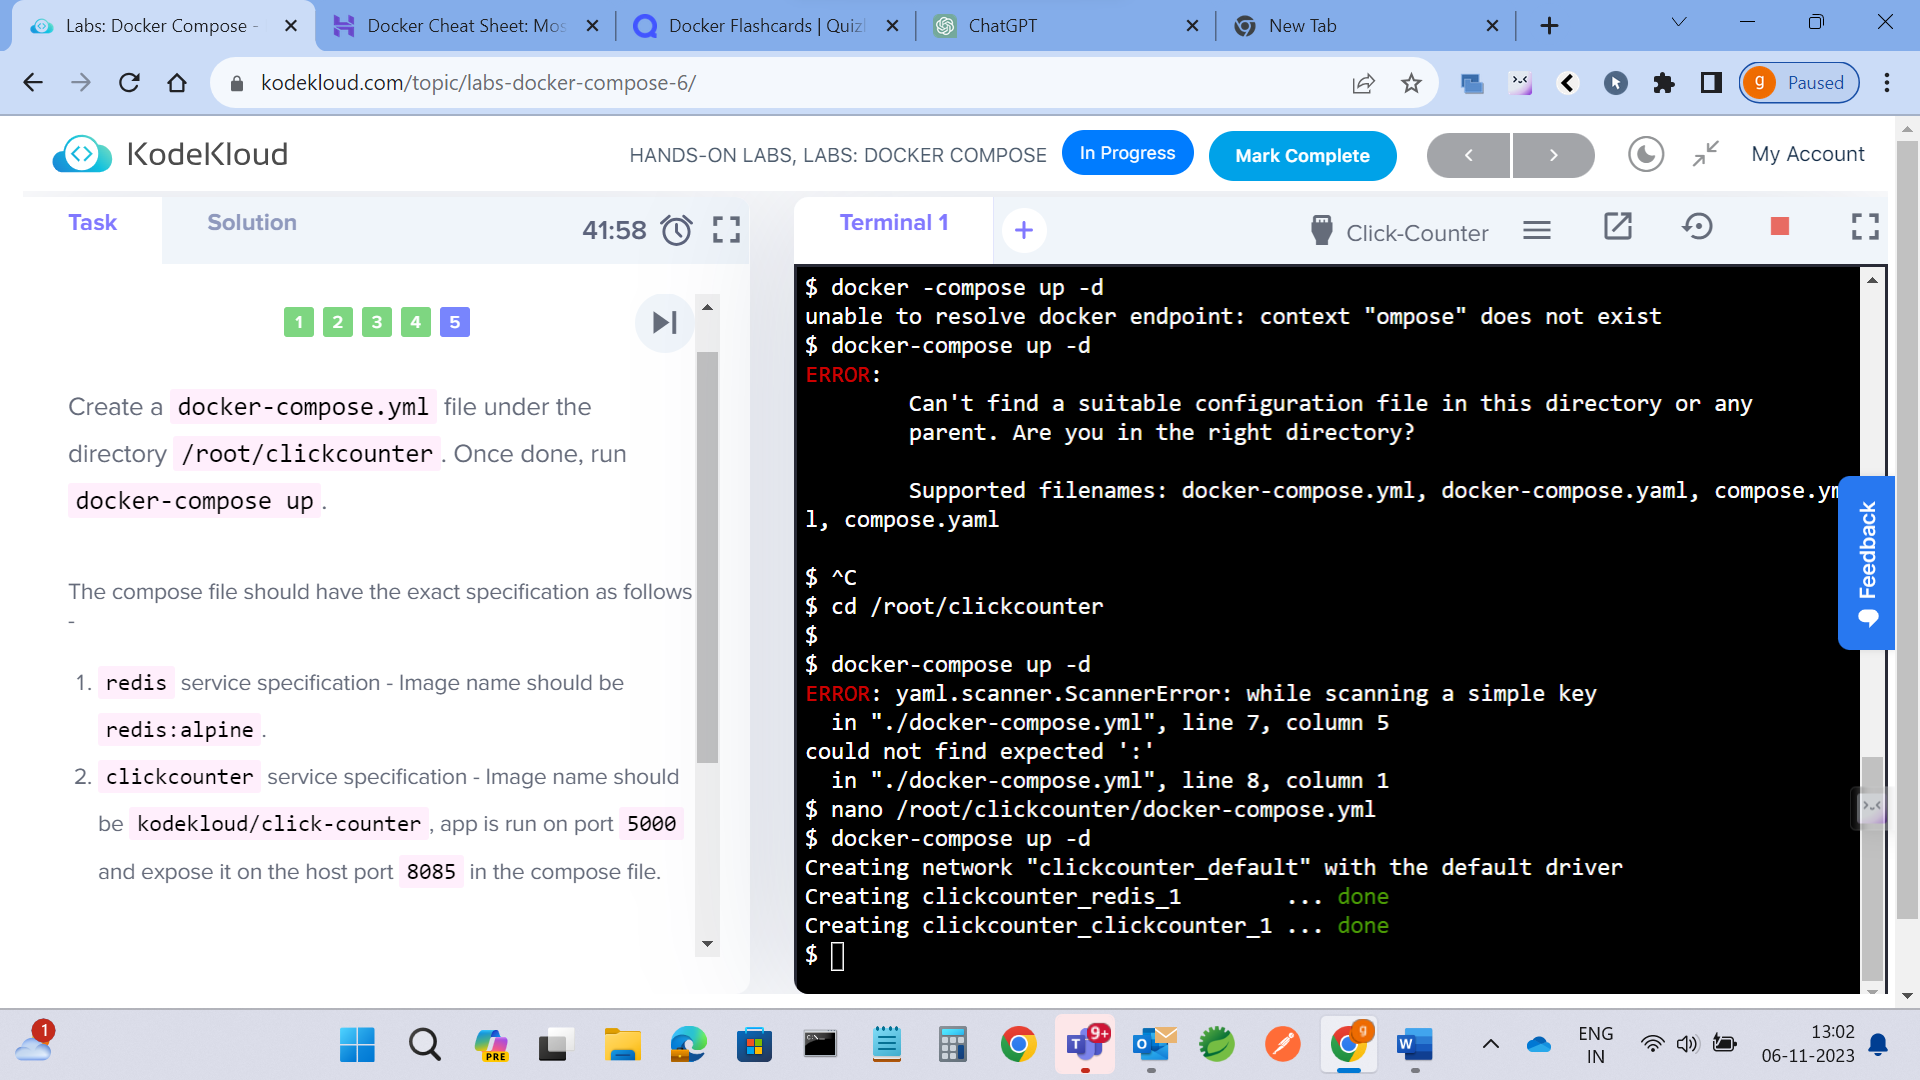 Labs: Docker Compose -
Docker Cheat Sheet: Mos
Docker Flashcards | Quiz
ChatGPT
New Tab
kodekloud.com/topic/labs-docker-compose-6/
g Paused
KodeKloud
HANDS-ON LABS, LABS: DOCKER COMPOSE
In Progress
Mark Complete
My Account
Task
Solution
41:58
Terminal 1
+
Click-Counter
1 2 3 4 5
Create a docker-compose.yml file under the
directory /root/clickcounter. Once done, run
docker-compose up.
The compose file should have the exact specification as follows
-
1. redis service specification - Image name should be
redis:alpine.
2. clickcounter service specification - Image name should
be kodekloud/click-counter, app is run on port 5000
and expose it on the host port 8085 in the compose file.
$ docker -compose up -d
unable to resolve docker endpoint: context "ompose" does not exist
$ docker-compose up -d
ERROR:
Can't find a suitable configuration file in this directory or any
parent. Are you in the right directory?
Supported filenames: docker-compose.yml, docker-compose.yaml, compose.ym
l, compose.yaml
$ ^C
$ cd /root/clickcounter
$
$ docker-compose up -d
ERROR: yaml.scanner.ScannerError: while scanning a simple key
in "./docker-compose.yml", line 7, column 5
could not find expected ':'
in "./docker-compose.yml", line 8, column 1
$ nano /root/clickcounter/docker-compose.yml
$ docker-compose up -d
Creating network "clickcounter_default" with the default driver
Creating clickcounter_redis_1 ... done
Creating clickcounter_clickcounter_1 ... done
$
Feedback
1
PRE
9+
g
ENG
IN
13:02
06-11-2023